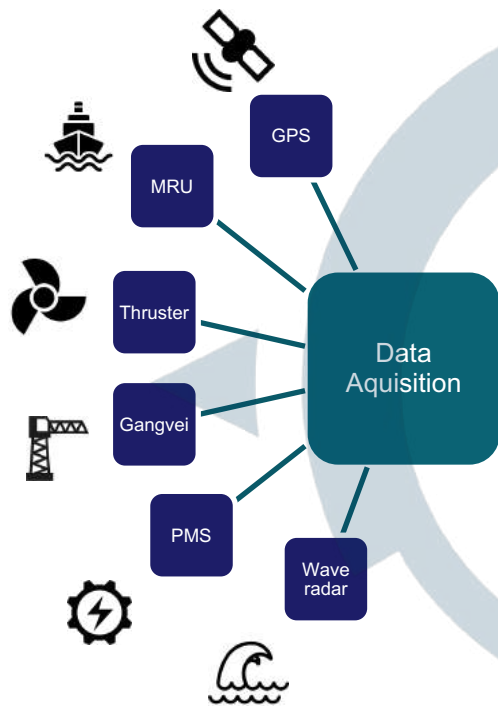 GPS
MRU
Thruster
Data
Aquisition
Gangvei
PMS
Wave
radar